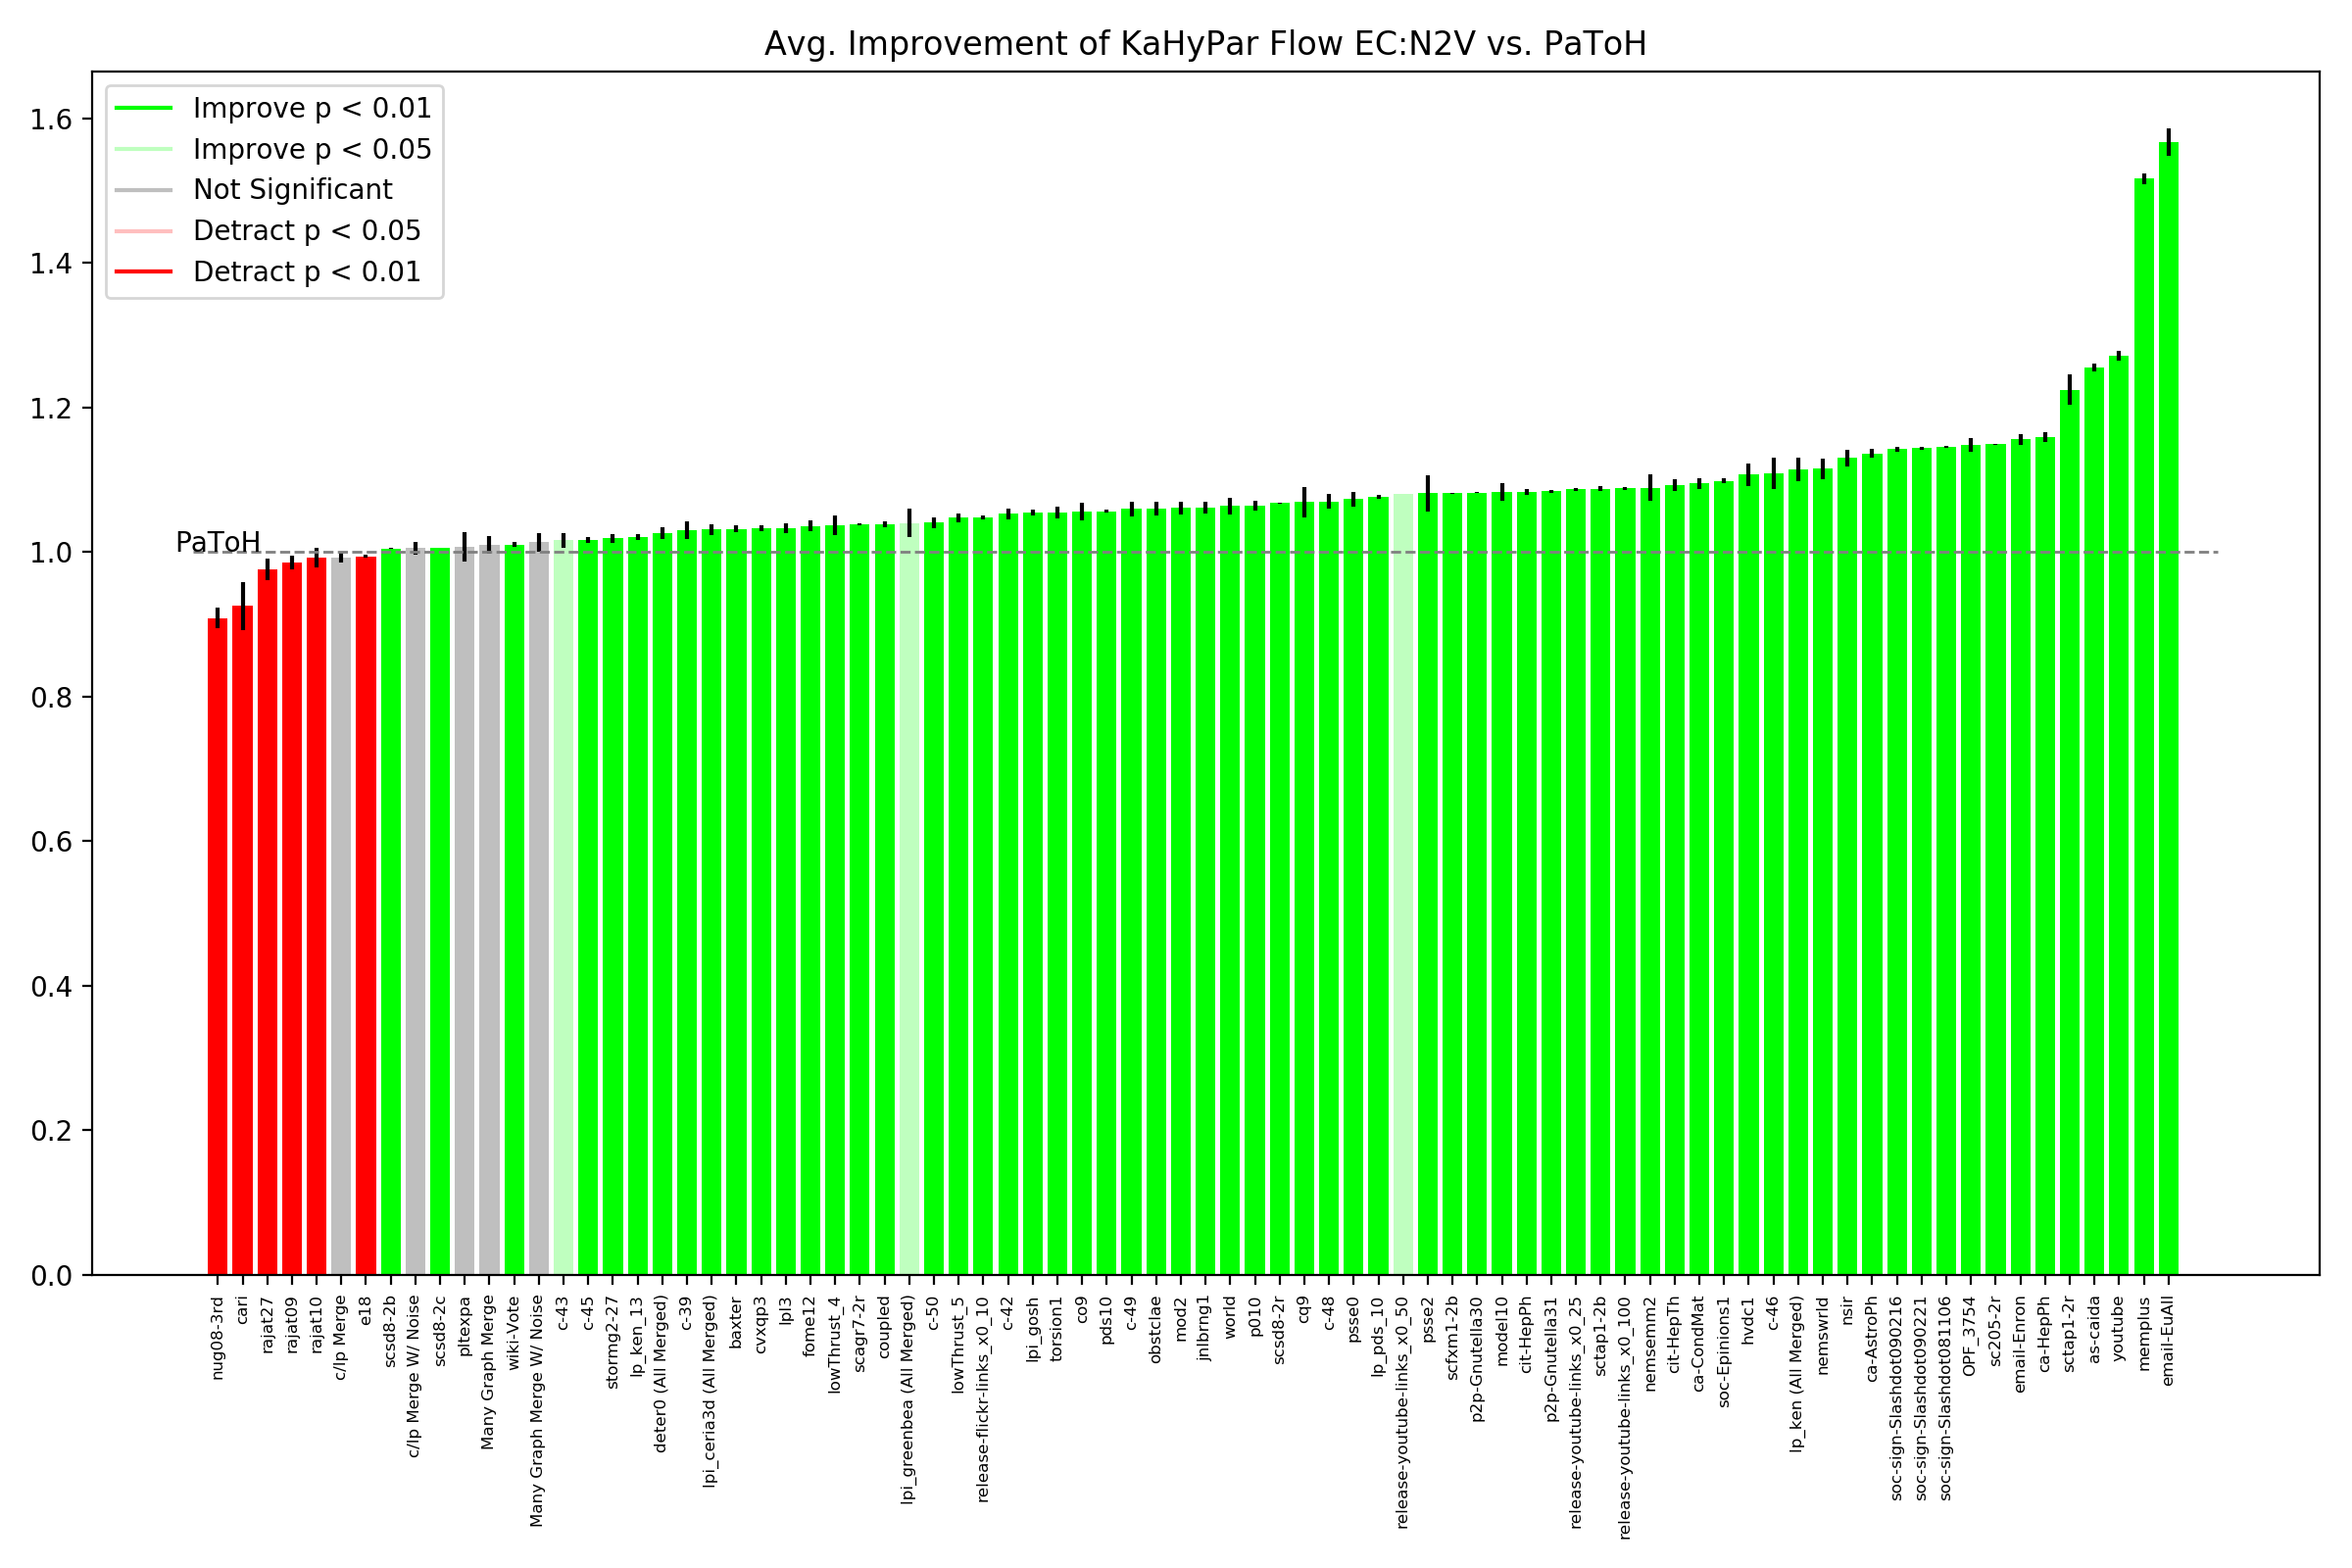 Avg. Improvement of KaHyPar Flow EC:N2V vs. PaToH
Improve p < 0.01
Improve p < 0.05
Not Significant
Detract p < 0.05
Detract p < 0.01
1.6
1.4
1.2
1.0
0.8
0.6
0.4
0.2
0.0
PaToH
nug08-3rd
cari
rajat27
rajat09
rajat10
c/lp Merge
e18
scsd8-2b
c/lp Merge W/ Noise
scsd8-2c
pltexpa
Many Graph Merge
wiki-Vote
Many Graph Merge W/ Noise
c-43
c-45
stormg2-27
lp_ken_13
deter0 (All Merged)
c-39
lpi_ceria3d (All Merged)
baxter
cvxqp3
lpl3
fome12
lowThrust_4
scagr7-2r
coupled
lpi_greenbea (All Merged)
c-50
lowThrust_5
release-flickr-links_x0_10
c-42
lpi_gosh
torsion1
co9
pds10
c-49
obstclae
mod2
jnlbrng1
world
p010
scsd8-2r
cq9
c-48
psse0
lp_pds_10
release-youtube-links_x0_50
psse2
scfxm1-2b
p2p-Gnutella30
model10
cit-HepPh
p2p-Gnutella31
release-youtube-links_x0_25
sctap1-2b
release-youtube-links_x0_100
nemsemm2
cit-HepTh
ca-CondMat
soc-Epinions1
hvdc1
c-46
lp_ken (All Merged)
nemswrld
nsir
ca-AstroPh
soc-sign-Slashdot090216
soc-sign-Slashdot090221
soc-sign-Slashdot081106
OPF_3754
sc205-2r
email-Enron
ca-HepPh
sctap1-2r
as-caida
youtube
memplus
email-EuAll